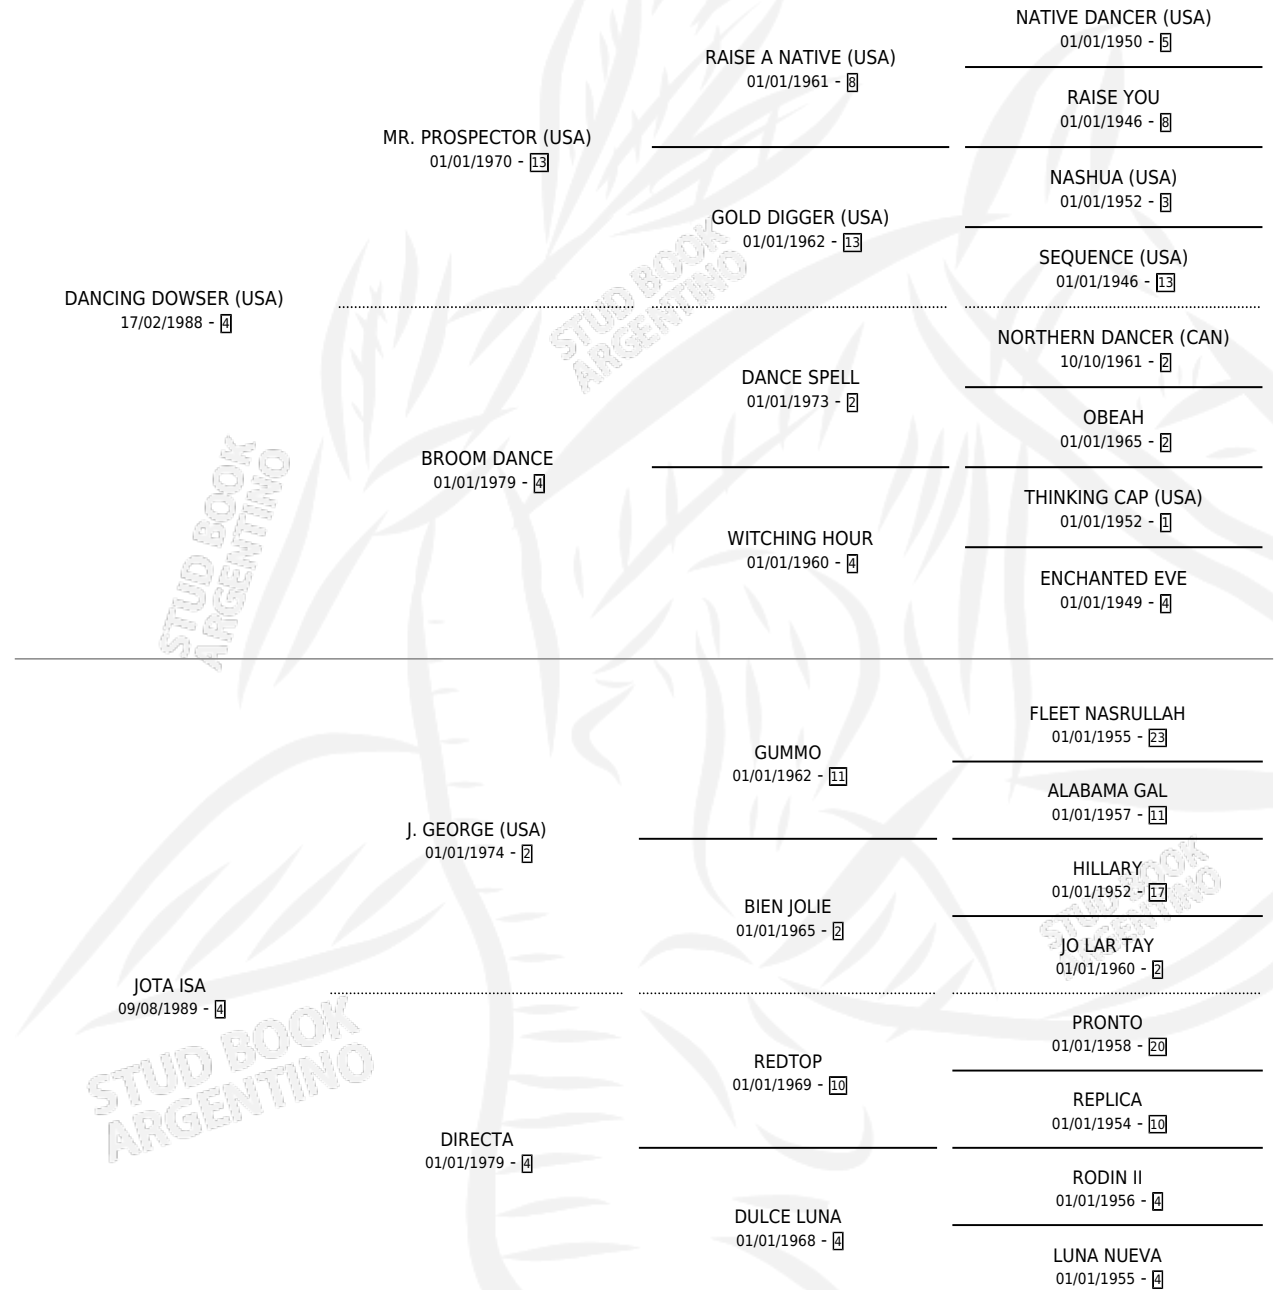 NATIVE DANCER (USA)
01/01/1950 - 5
RAISE A NATIVE (USA)
01/01/1961 - 8
RAISE YOU
01/01/1946 - 8
MR. PROSPECTOR (USA)
01/01/1970 - 13
NASHUA (USA)
01/01/1952 - 3
GOLD DIGGER (USA)
01/01/1962 - 13
SEQUENCE (USA)
01/01/1946 - 13
DANCING DOWSER (USA)
17/02/1988 - 4
STUD BOOK
ARGENTINO
NORTHERN DANCER (CAN)
10/10/1961 - 2
DANCE SPELL
01/01/1973 - 2
OBEAH
01/01/1965 - 2
BROOM DANCE
01/01/1979 - 4
THINKING CAP (USA)
01/01/1952 - 1
WITCHING HOUR
01/01/1960 - 4
ENCHANTED EVE
01/01/1949 - 4
STUD BOOK
ARGENTINO
FLEET NASRULLAH
01/01/1955 - 23
GUMMO
01/01/1962 - 11
ALABAMA GAL
01/01/1957 - 11
J. GEORGE (USA)
01/01/1974 - 2
HILLARY
01/01/1952 - 17
BIEN JOLIE
01/01/1965 - 2
STUD BOOK
ARGENTINO
JO LAR TAY
01/01/1960 - 2
JOTA ISA
09/08/1989 - 4
STUD BOOK
ARGENTINO
PRONTO
01/01/1958 - 20
REDTOP
01/01/1969 - 10
REPLICA
01/01/1954 - 10
DIRECTA
01/01/1979 - 4
RODIN II
01/01/1956 - 4
DULCE LUNA
01/01/1968 - 4
LUNA NUEVA
01/01/1955 - 4